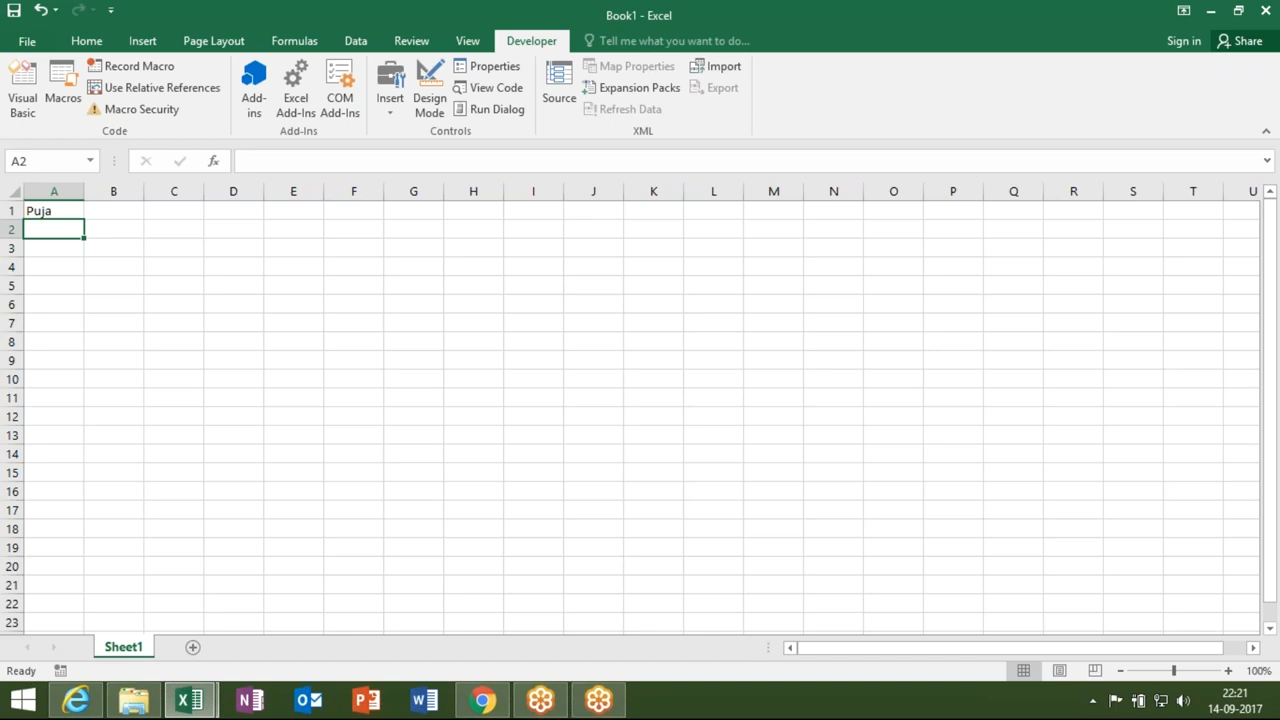 Book1 - Excel
File Home Insert Page Layout Formulas Data Review View Developer Tell me what you want to do... Sign in Share
Visual Basic
Macros
Record Macro
Use Relative References
Macro Security
Code
Add-ins
Excel Add-Ins
COM Add-Ins
Add-Ins
Insert
Design Mode
Properties
View Code
Run Dialog
Controls
Source
Map Properties
Expansion Packs
Refresh Data
Import
Export
XML
A2 fx
A B C D E F G H I J K L M N O P Q R S T U
1 Puja
2
3
4
5
6
7
8
9
10
11
12
13
14
15
16
17
18
19
20
21
22
23
Sheet1
Ready 100%
22:21
14-09-2017